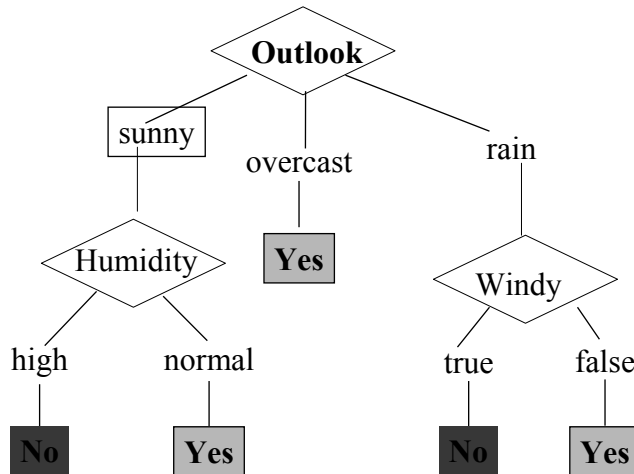 Outlook
sunny
overcast
rain
Humidity
Yes
Windy
high
normal
true
false
No
Yes
No
Yes